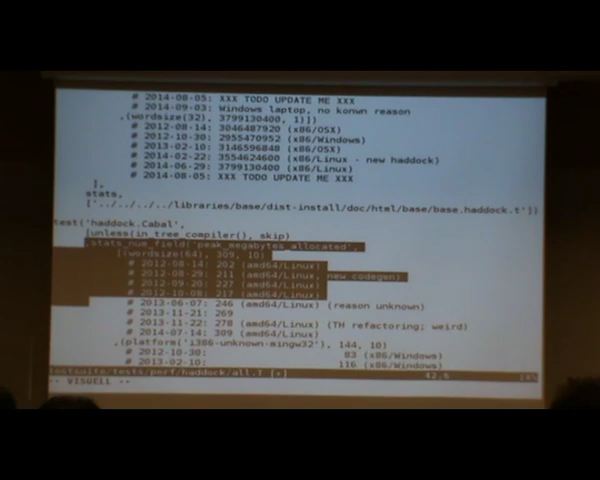 # 2014-08-05: XXX TODO UPDATE ME XXX
# 2014-09-03: Windows laptop, no konwn reason
,(wordsize(32), 3799130400, 1)])
# 2012-08-14: 3046487920 (x86/OSX)
# 2012-10-30: 2955470952 (x86/Windows)
# 2013-02-10: 3146596848 (x86/OSX)
# 2014-02-22: 3554624600 (x86/Linux - new haddock)
# 2014-06-29: 3799130400 (x86/Linux)
# 2014-08-05: XXX TODO UPDATE ME XXX
],
stats,
['../../../../libraries/base/dist-install/doc/html/base/base.haddock.t'])
test('haddock.Cabal',
[unless(in_tree_compiler(), skip)
,stats_num_field('peak_megabytes_allocated',
[(wordsize(64), 309, 10)
# 2012-08-14: 202 (amd64/Linux)
# 2012-08-29: 211 (amd64/Linux, new codegen)
# 2012-09-20: 227 (amd64/Linux)
# 2012-10-08: 217 (amd64/Linux)
# 2013-06-07: 246 (amd64/Linux) (reason unknown)
# 2013-11-21: 269
# 2013-11-22: 278 (amd64/Linux) (TH refactoring; weird)
# 2014-07-14: 309 (amd64/Linux)
,(platform('i386-unknown-mingw32'), 144, 10)
# 2012-10-30: 83 (x86/Windows)
# 2013-02-10: 116 (x86/Windows)
testsuite/tests/perf/haddock/all.T [+] 42,6